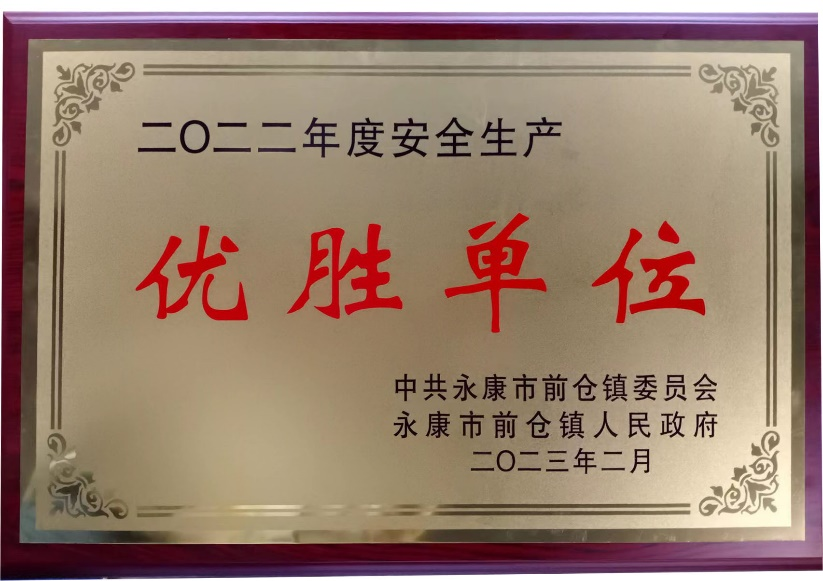 二〇二二年度安全生产
优胜单位
中共永康市前仓镇委员会
永康市前仓镇人民政府
二〇二三年二月